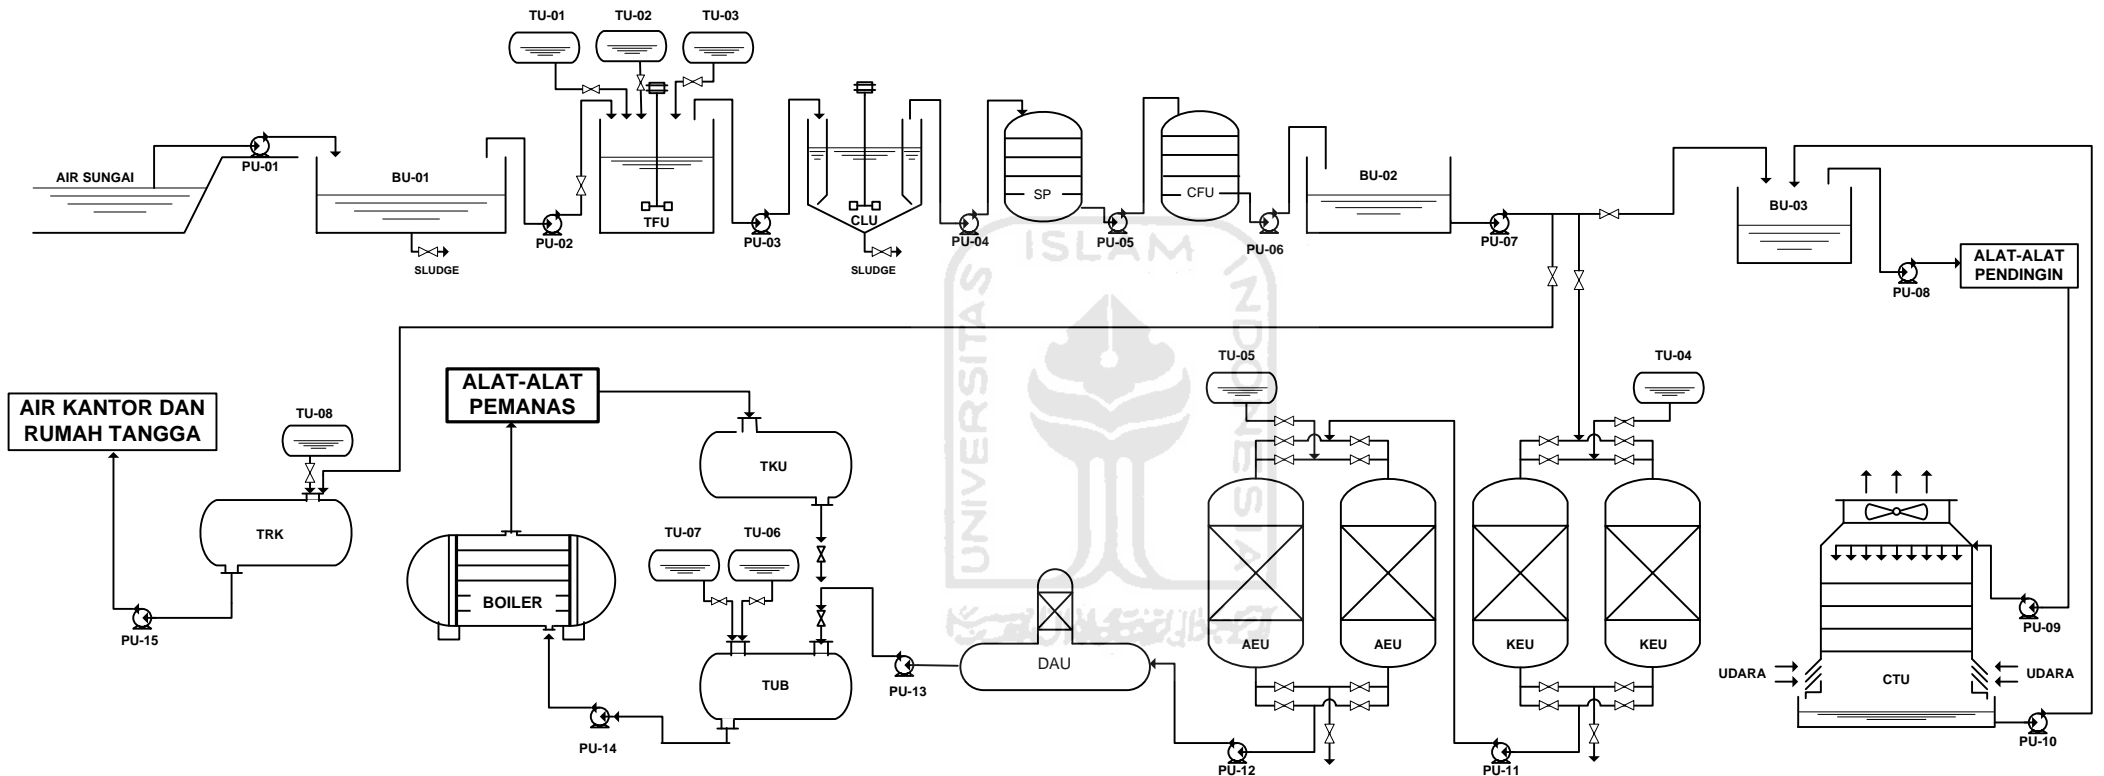 TU-01
TU-02
TU-03
PU-01
AIR SUNGAI
BU-01
PU-02
SLUDGE
TFU
PU-03
CLU
SLUDGE
PU-04
SP
PU-05
CFU
PU-06
BU-02
PU-07
BU-03
PU-08
ALAT-ALAT
PENDINGIN
ISLAM
UNIVERSITAS
INDONESIA
AIR KANTOR DAN
RUMAH TANGGA
TU-08
TRK
PU-15
ALAT-ALAT
PEMANAS
TKU
BOILER
TU-07
TU-06
TUB
PU-14
PU-13
DAU
TU-05
TU-04
AEU
AEU
KEU
KEU
PU-12
PU-11
UDARA
CTU
UDARA
PU-09
PU-10